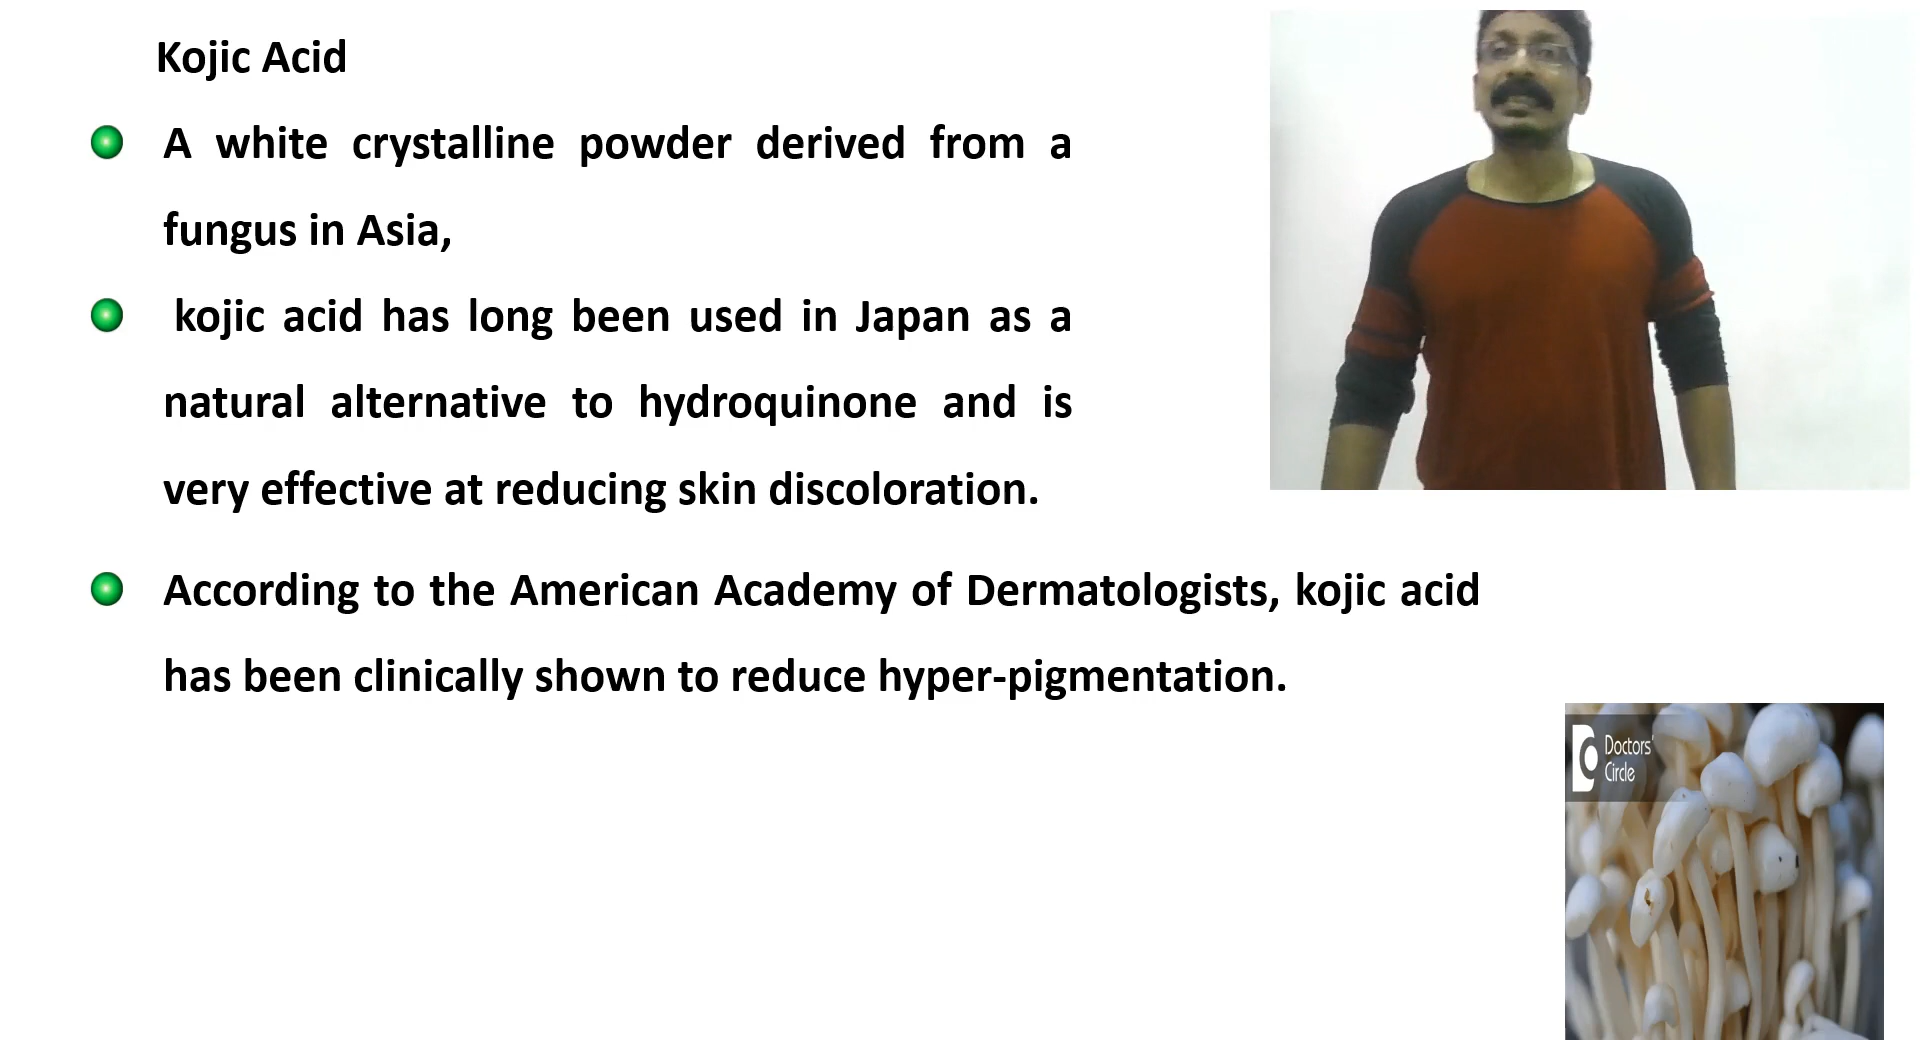 Kojic Acid
A white crystalline powder derived from a
fungus in Asia,
kojic acid has long been used in Japan as a
natural alternative to hydroquinone and is
very effective at reducing skin discoloration.
According to the American Academy of Dermatologists, kojic acid
has been clinically shown to reduce hyper-pigmentation.
Doctors'
Circle